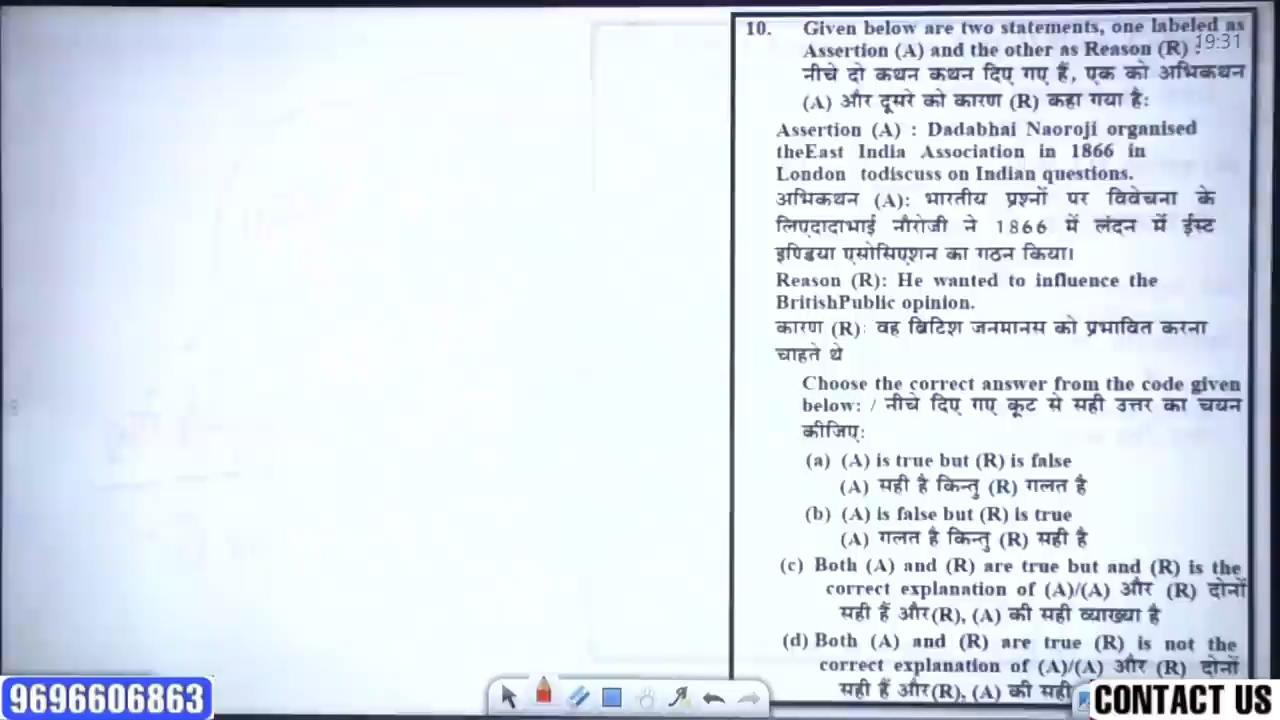 10. Given below are two statements, one labeled as
Assertion (A) and the other as Reason (R) :
19:31
नीचे दो कथन कथन दिए गए हैं, एक को अभिकथन
(A) और दूसरे को कारण (R) कहा गया है:
Assertion (A) : Dadabhai Naoroji organised
theEast India Association in 1866 in
London todiscuss on Indian questions.
अभिकथन (A): भारतीय प्रश्नों पर विवेचना के
लिएदादाभाई नौरोजी ने 1866 में लंदन में ईस्ट
इण्डिया एसोसिएशन का गठन किया।
Reason (R): He wanted to influence the
BritishPublic opinion.
कारण (R): वह ब्रिटिश जनमानस को प्रभावित करना
चाहते थे
Choose the correct answer from the code given
below: / नीचे दिए गए कूट से सही उत्तर का चयन
कीजिए:
(a) (A) is true but (R) is false
(A) सही है किन्तु (R) गलत है
(b) (A) is false but (R) is true
(A) गलत है किन्तु (R) सही है
(c) Both (A) and (R) are true but and (R) is the
correct explanation of (A)/(A) और (R) दोनों
सही हैं और(R), (A) की सही व्याख्या है
(d) Both (A) and (R) are true (R) is not the
correct explanation of (A)/(A) और (R) दोनों
सही हैं और(R), (A) की सही
9696606863
CONTACT US